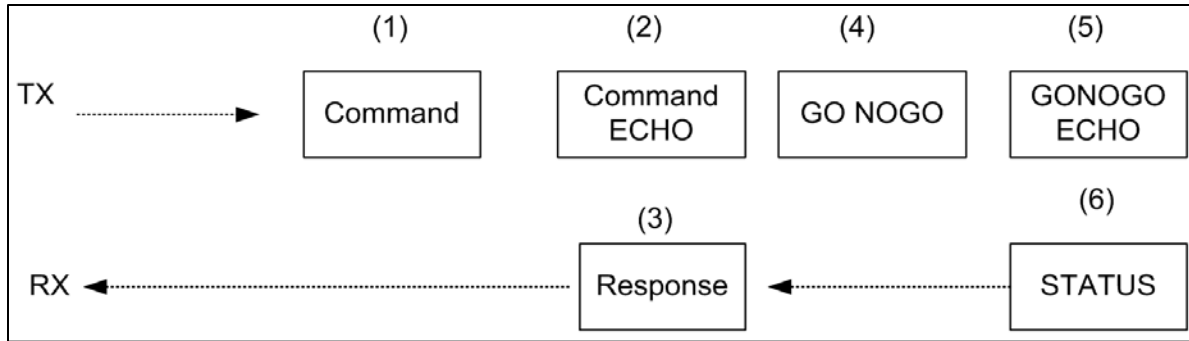 (1) (2) (4) (5)
TX
Command
Command
ECHO
GO NOGO
GONOGO
ECHO
(3) (6)
RX
Response
STATUS